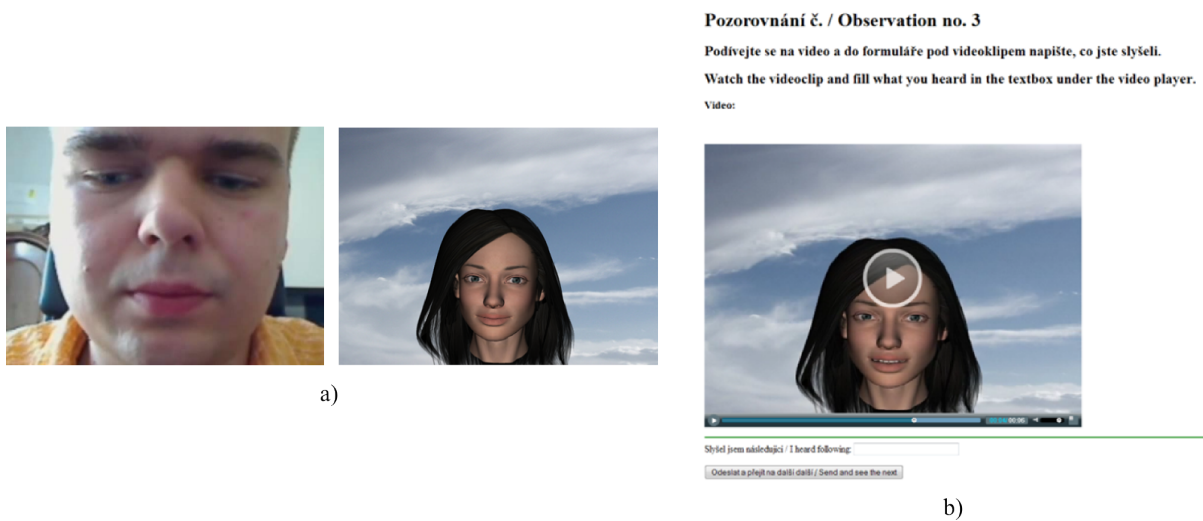 Pozorovnání č. / Observation no. 3
Podívejte se na video a do formuláře pod videoklipem napište, co jste slyšeli.
Watch the videoclip and fill what you heard in the textbox under the video player.
Video:
00:00
Slyšel jsem následující / I heard following:
Odeslat a přejít na další další / Send and see the next
a)
b)